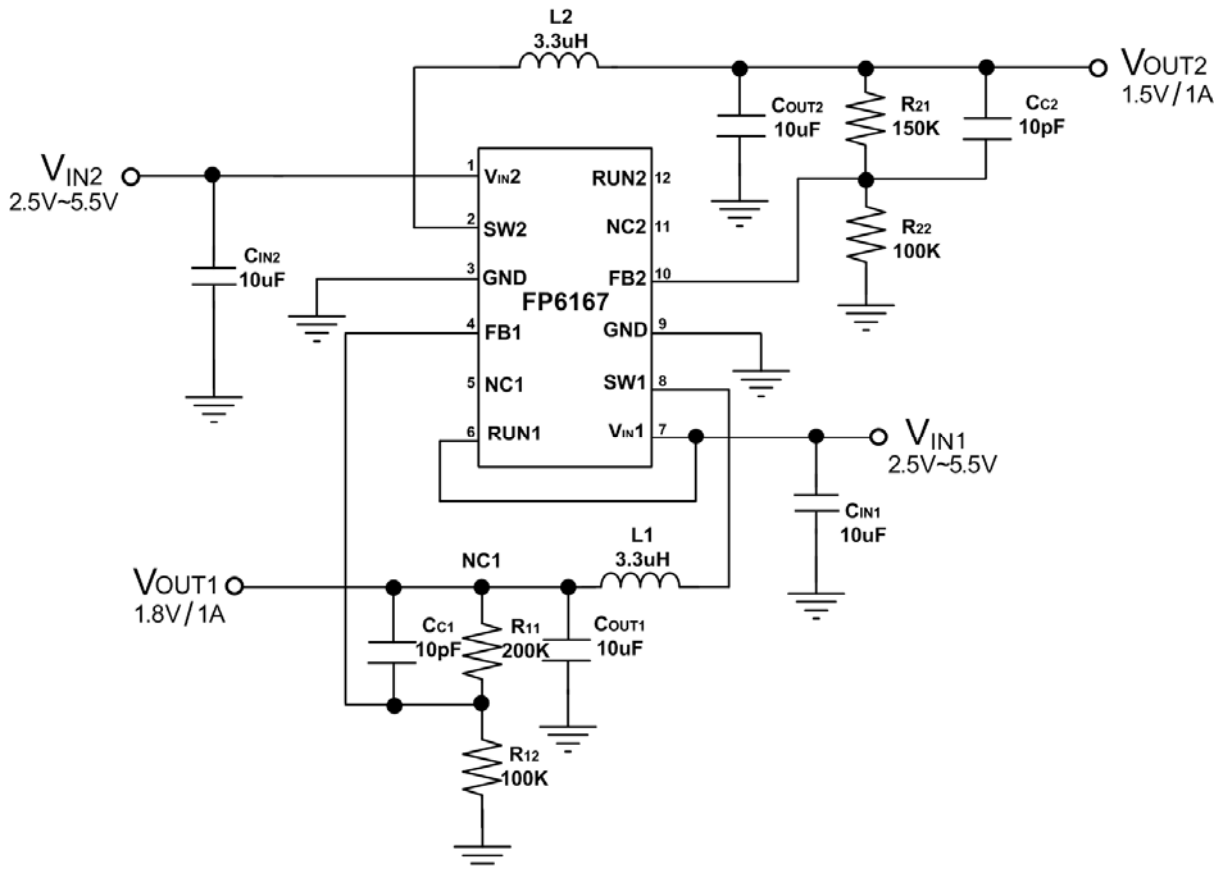 L2
3.3uH
VOUT2
1.5V/1A
COUT2
10uF
R21
150K
CC2
10pF
VIN2
2.5V~5.5V
1
VIN2
RUN2
12
2
SW2
NC2
11
R22
100K
CIN2
10uF
3
GND
FB2
10
FP6167
4
FB1
GND
9
5
NC1
SW1
8
6
RUN1
VIN1
7
VIN1
2.5V~5.5V
CIN1
10uF
L1
3.3uH
NC1
VOUT1
1.8V/1A
CC1
10pF
R11
200K
COUT1
10uF
R12
100K